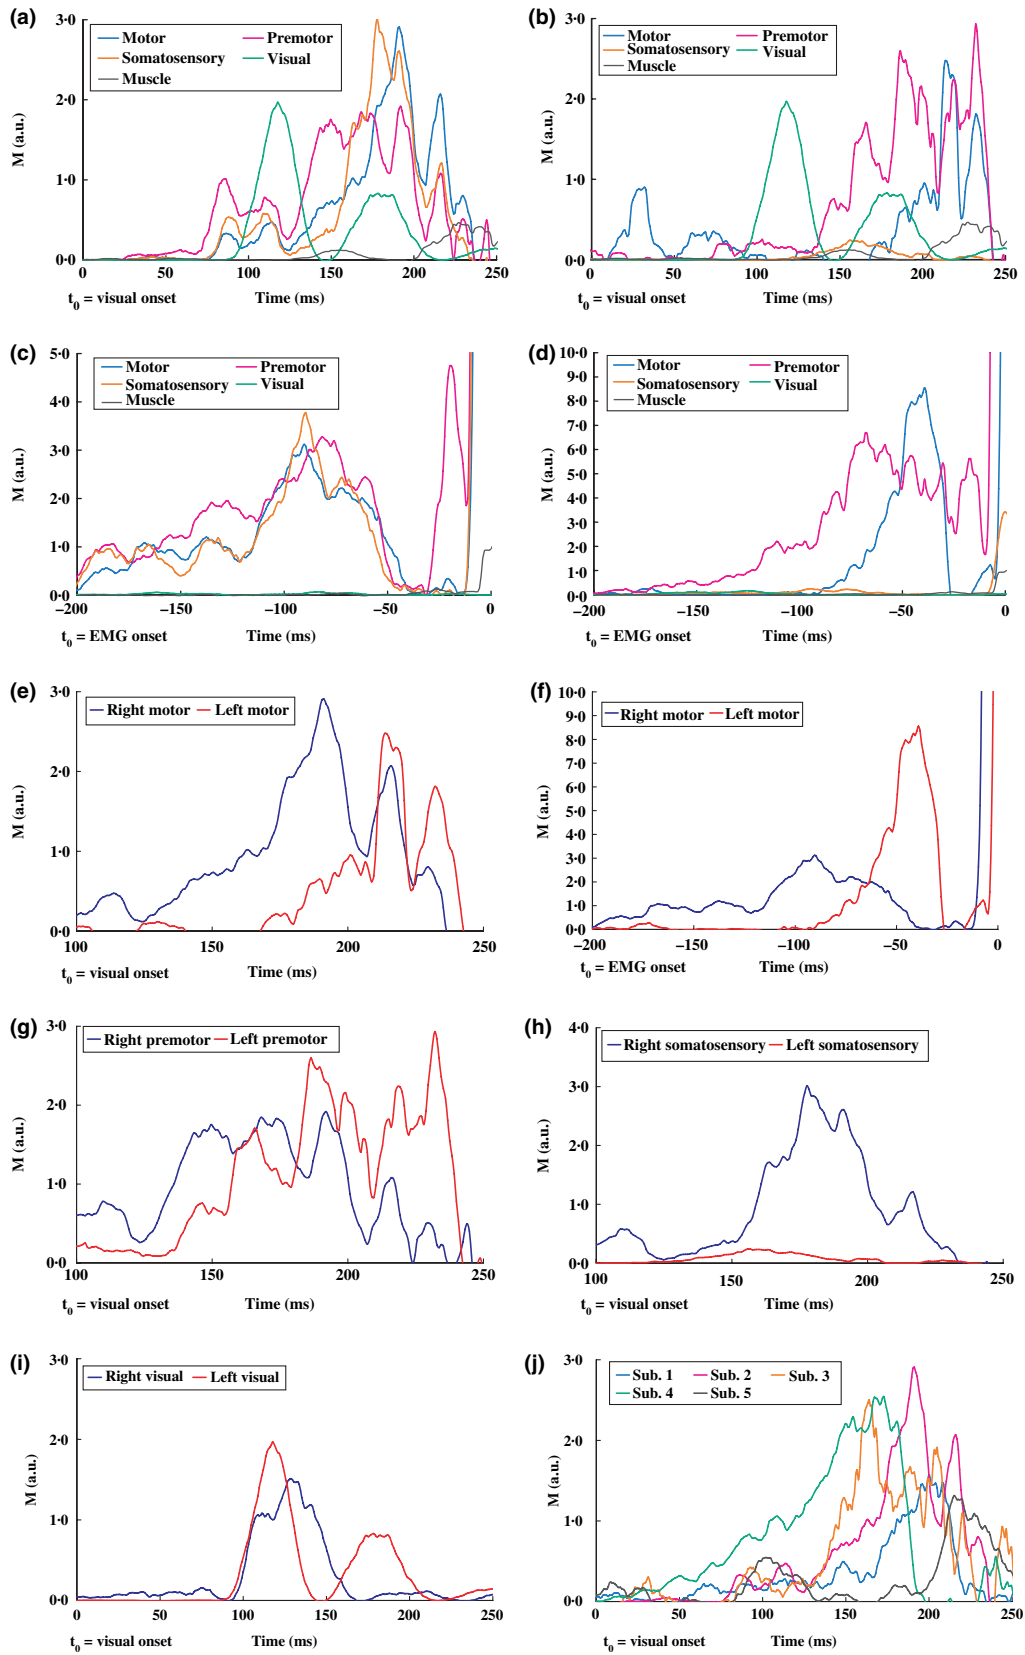 (a)
3·0
2·0
1·0
0·0
M (a.u.)
Motor
Premotor
Somatosensory
Visual
Muscle
0 50 100 150 200 250
t0 = visual onset
Time (ms)
(b)
3·0
2·0
1·0
0·0
M (a.u.)
Motor
Premotor
Somatosensory
Visual
Muscle
0 50 100 150 200 250
t0 = visual onset
Time (ms)
(c)
5·0
4·0
3·0
2·0
1·0
0·0
M (a.u.)
Motor
Premotor
Somatosensory
Visual
Muscle
−200 −150 −100 −50 0
t0 = EMG onset
Time (ms)
(d)
10·0
9·0
8·0
7·0
6·0
5·0
4·0
3·0
2·0
1·0
0·0
M (a.u.)
Motor
Premotor
Somatosensory
Visual
Muscle
−200 −150 −100 −50 0
t0 = EMG onset
Time (ms)
(e)
3·0
2·0
1·0
0·0
M (a.u.)
Right motor
Left motor
100 150 200 250
t0 = visual onset
Time (ms)
(f)
10·0
9·0
8·0
7·0
6·0
5·0
4·0
3·0
2·0
1·0
0·0
M (a.u.)
Right motor
Left motor
−200 −150 −100 −50 0
t0 = EMG onset
Time (ms)
(g)
3·0
2·0
1·0
0·0
M (a.u.)
Right premotor
Left premotor
100 150 200 250
t0 = visual onset
Time (ms)
(h)
4·0
3·0
2·0
1·0
0·0
M (a.u.)
Right somatosensory
Left somatosensory
100 150 200 250
t0 = visual onset
Time (ms)
(i)
3·0
2·0
1·0
0·0
M (a.u.)
Right visual
Left visual
0 50 100 150 200 250
t0 = visual onset
Time (ms)
(j)
3·0
2·0
1·0
0·0
M (a.u.)
Sub. 1
Sub. 2
Sub. 3
Sub. 4
Sub. 5
0 50 100 150 200 250
t0 = visual onset
Time (ms)